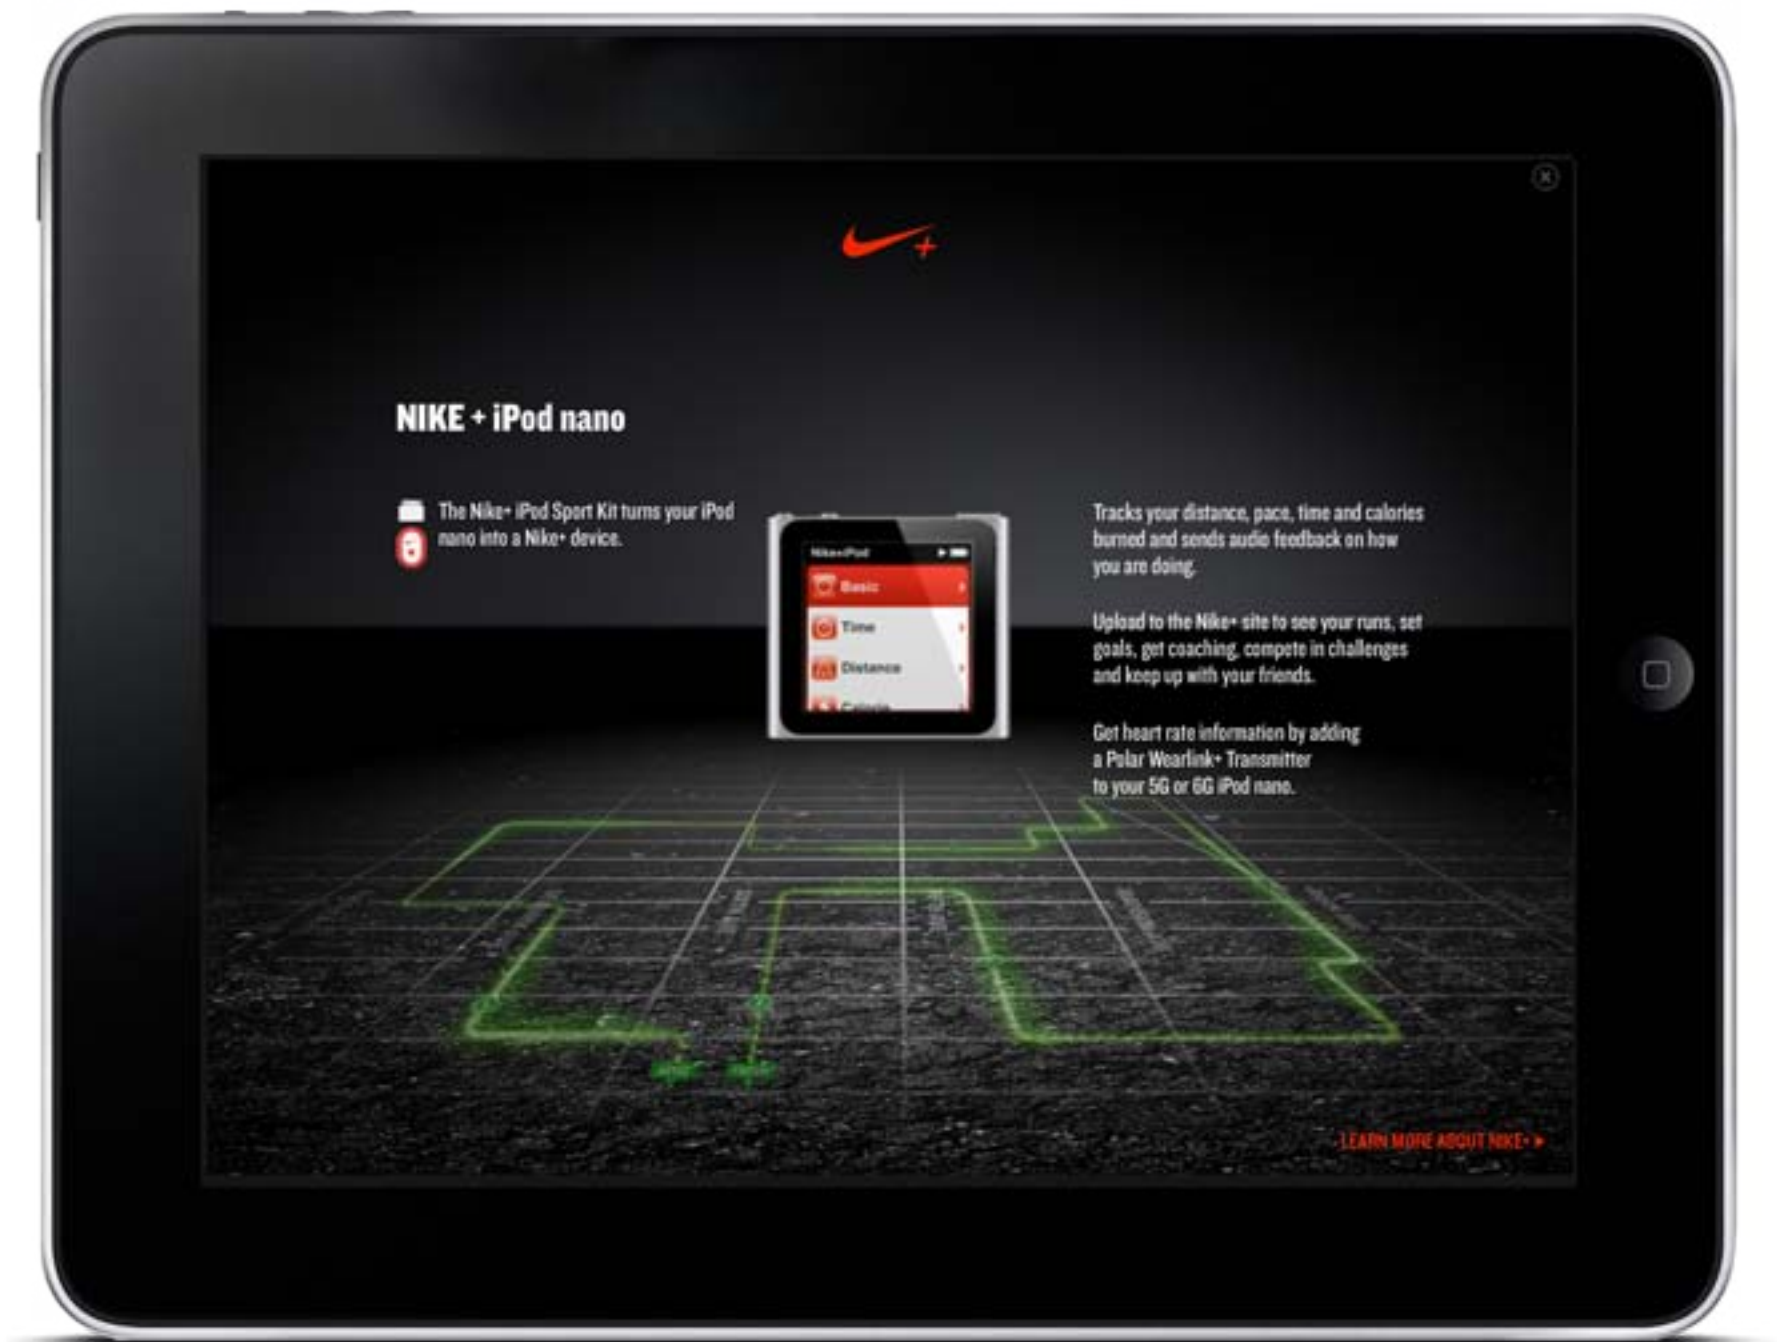 NIKE + iPod nano
The Nike+ iPod Sport Kit turns your iPod
nano into a Nike+ device.
Nike+iPod
Basic
Time
Distance
Calorie
Tracks your distance, pace, time and calories
burned and sends audio feedback on how
you are doing.
Upload to the Nike+ site to see your runs, set
goals, get coaching, compete in challenges
and keep up with your friends.
Get heart rate information by adding
a Polar Wearlink+ Transmitter
to your 5G or 6G iPod nano.
LEARN MORE ABOUT NIKE+